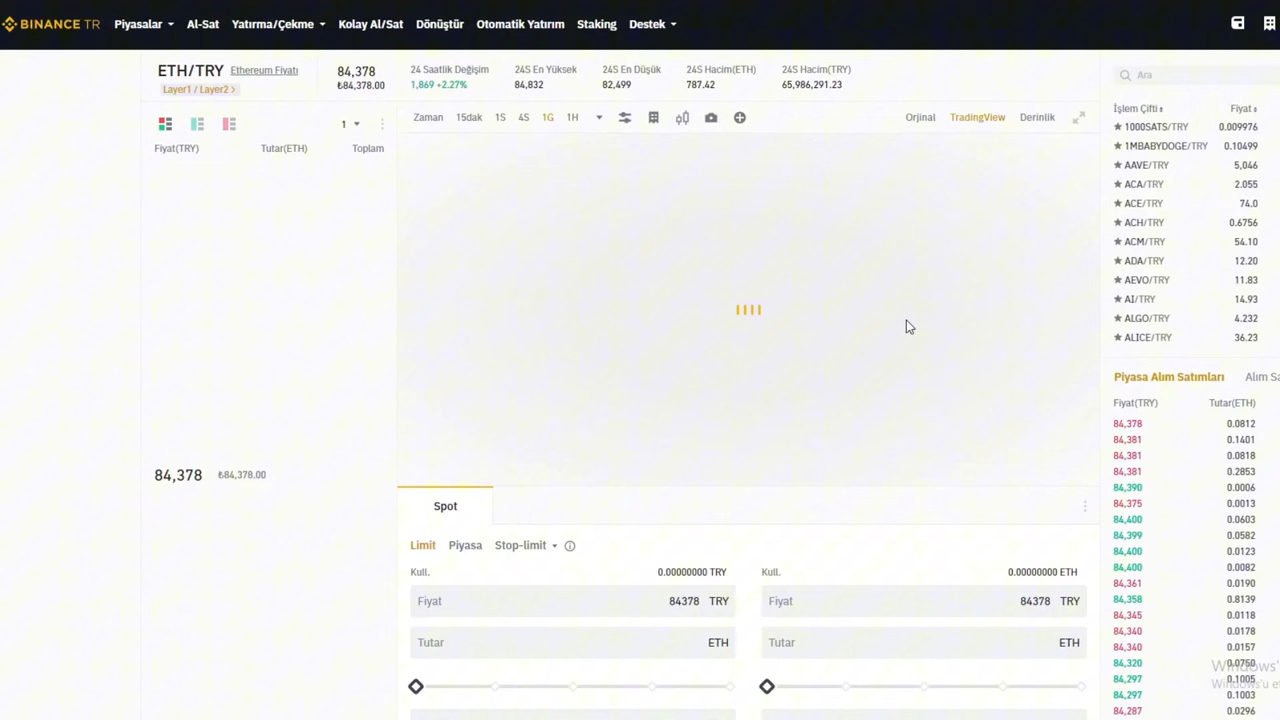 BINANCE TR Piyasalar Al-Sat Yatırma/Çekme Kolay Al/Sat Dönüştür Otomatik Yatırım Staking Destek
ETH/TRY Ethereum Fiyatı
Layer1 / Layer2 >
84,378
₺84,378.00
24 Saatlik Değişim
1,869 +2.27%
24S En Yüksek
84,832
24S En Düşük
82,499
24S Hacim(ETH)
787.42
24S Hacim(TRY)
65,986,291.23
1
Fiyat(TRY) Tutar(ETH) Toplam
84,378 ₺84,378.00
Zaman 15dak 1S 4S 1G 1H
Orjinal TradingView Derinlik
Spot
Limit Piyasa Stop-limit
Kull. 0.00000000 TRY
Fiyat 84378 TRY
Tutar ETH
Kull. 0.00000000 ETH
Fiyat 84378 TRY
Tutar ETH
Ara
İşlem Çifti Fiyat
1000SATS/TRY 0.009976
1MBABYDOGE/TRY 0.10499
AAVE/TRY 5,046
ACA/TRY 2.055
ACE/TRY 74.0
ACH/TRY 0.6756
ACM/TRY 54.10
ADA/TRY 12.20
AEVO/TRY 11.83
AI/TRY 14.93
ALGO/TRY 4.232
ALICE/TRY 36.23
Piyasa Alım Satımları Alım Sa
Fiyat(TRY) Tutar(ETH)
84,378 0.0812
84,381 0.1401
84,381 0.0818
84,381 0.2853
84,390 0.0006
84,375 0.0013
84,400 0.0603
84,399 0.0582
84,400 0.0123
84,400 0.0082
84,361 0.0190
84,358 0.8139
84,345 0.0118
84,340 0.0178
84,340 0.0157
84,320 0.0750
84,297 0.1005
84,297 0.1003
84,287 0.0296
Windows'
Windows'u e